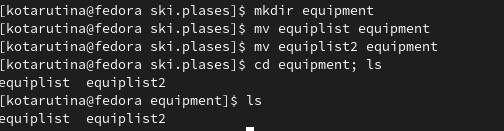 [kotarutina@fedora ski.plases]$ mkdir equipment
[kotarutina@fedora ski.plases]$ mv equiplist equipment
[kotarutina@fedora ski.plases]$ mv equiplist2 equipment
[kotarutina@fedora ski.plases]$ cd equipment; ls
equiplist  equiplist2
[kotarutina@fedora equipment]$ ls
equiplist  equiplist2